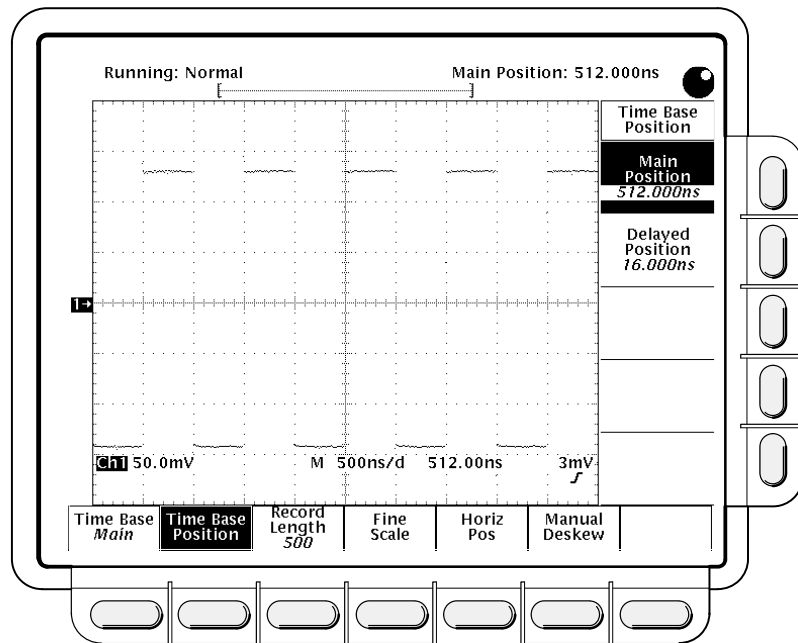 Running: Normal
Main Position: 512.000ns
Time Base
Position
Main
Position
512.000ns
Delayed
Position
16.000ns
1→
Ch1 50.0mV M 500ns/d 512.00ns 3mV
Time Base
Main
Time Base
Position
Record
Length
500
Fine
Scale
Horiz
Pos
Manual
Deskew